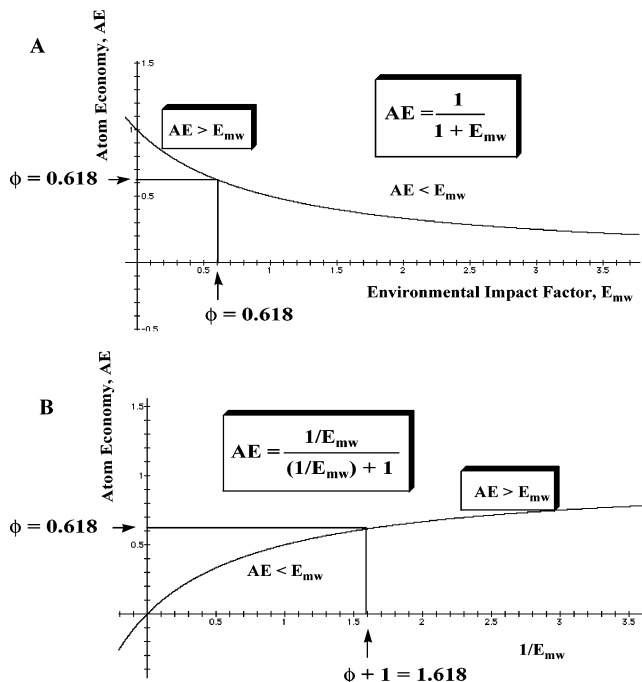 A
Atom Economy, AE
1.5
1
0.5
-0.5
AE > Emw
AE = 1 / 1 + Emw
AE < Emw
ϕ = 0.618
0.5 1 1.5 2 2.5 3 3.5
Environmental Impact Factor, Emw
ϕ = 0.618
B
Atom Economy, AE
1.5
1
0.5
-0.5
AE = 1/Emw / (1/Emw) + 1
AE > Emw
ϕ = 0.618
AE < Emw
0.5 1 1.5 2 2.5 3 3.5
1/Emw
ϕ + 1 = 1.618